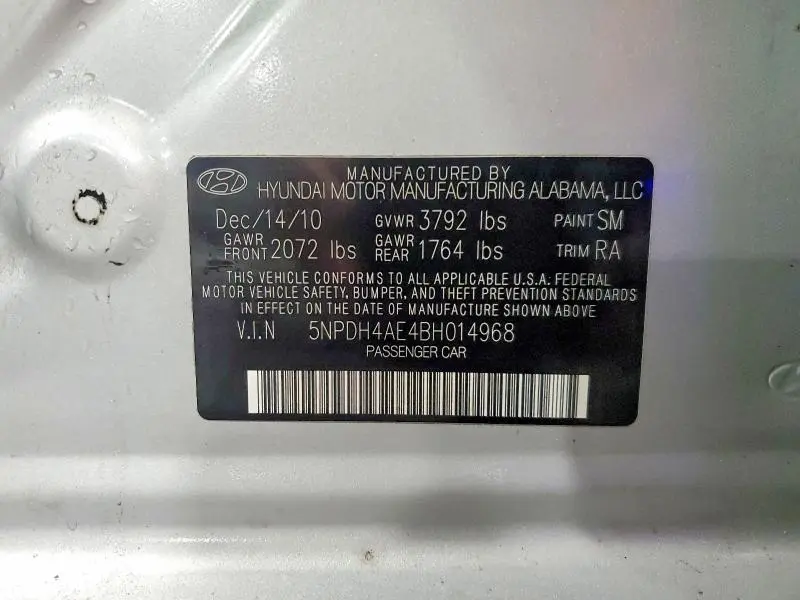 MANUFACTURED BY
HYUNDAI MOTOR MANUFACTURING ALABAMA, LLC
Dec/14/10 GVWR 3792 lbs PAINT SM
GAWR FRONT 2072 lbs GAWR REAR 1764 lbs TRIM RA
THIS VEHICLE CONFORMS TO ALL APPLICABLE U.S.A. FEDERAL
MOTOR VEHICLE SAFETY, BUMPER, AND THEFT PREVENTION STANDARDS
IN EFFECT ON THE DATE OF MANUFACTURE SHOWN ABOVE
V.I.N 5NPDH4AE4BH014968
PASSENGER CAR